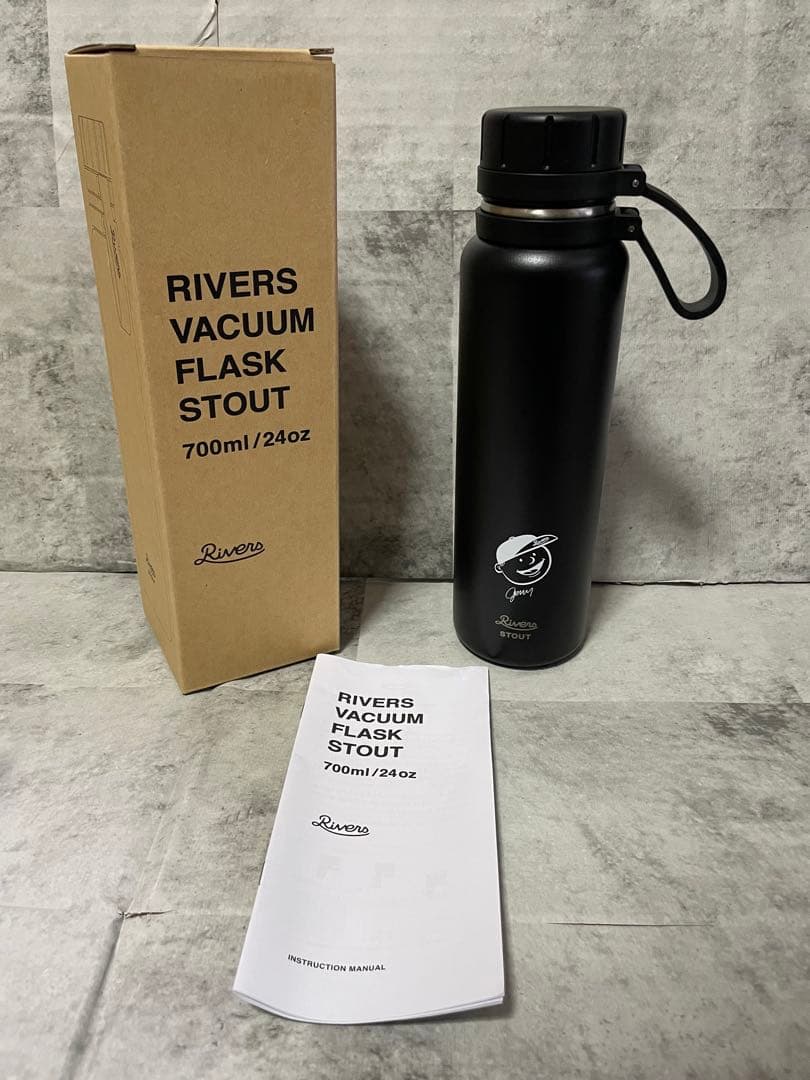 RIVERS
VACUUM
FLASK
STOUT
700ml/24oz
Rivers
Rivers
STOUT
RIVERS
VACUUM
FLASK
STOUT
700ml/24oz
Rivers
INSTRUCTION MANUAL